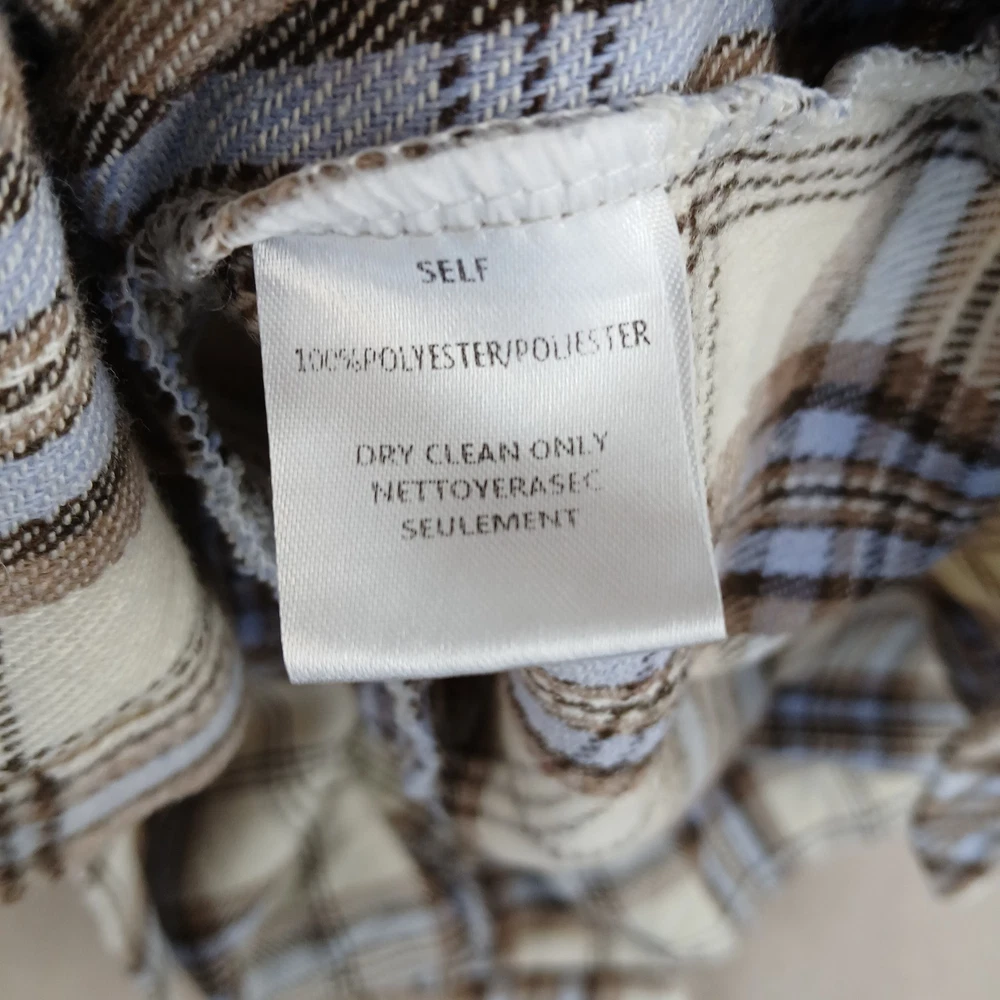 SELF
100%POLYESTER/POLIESTER
DRY CLEAN ONLY
NETTOYERASEC
SEULEMENT